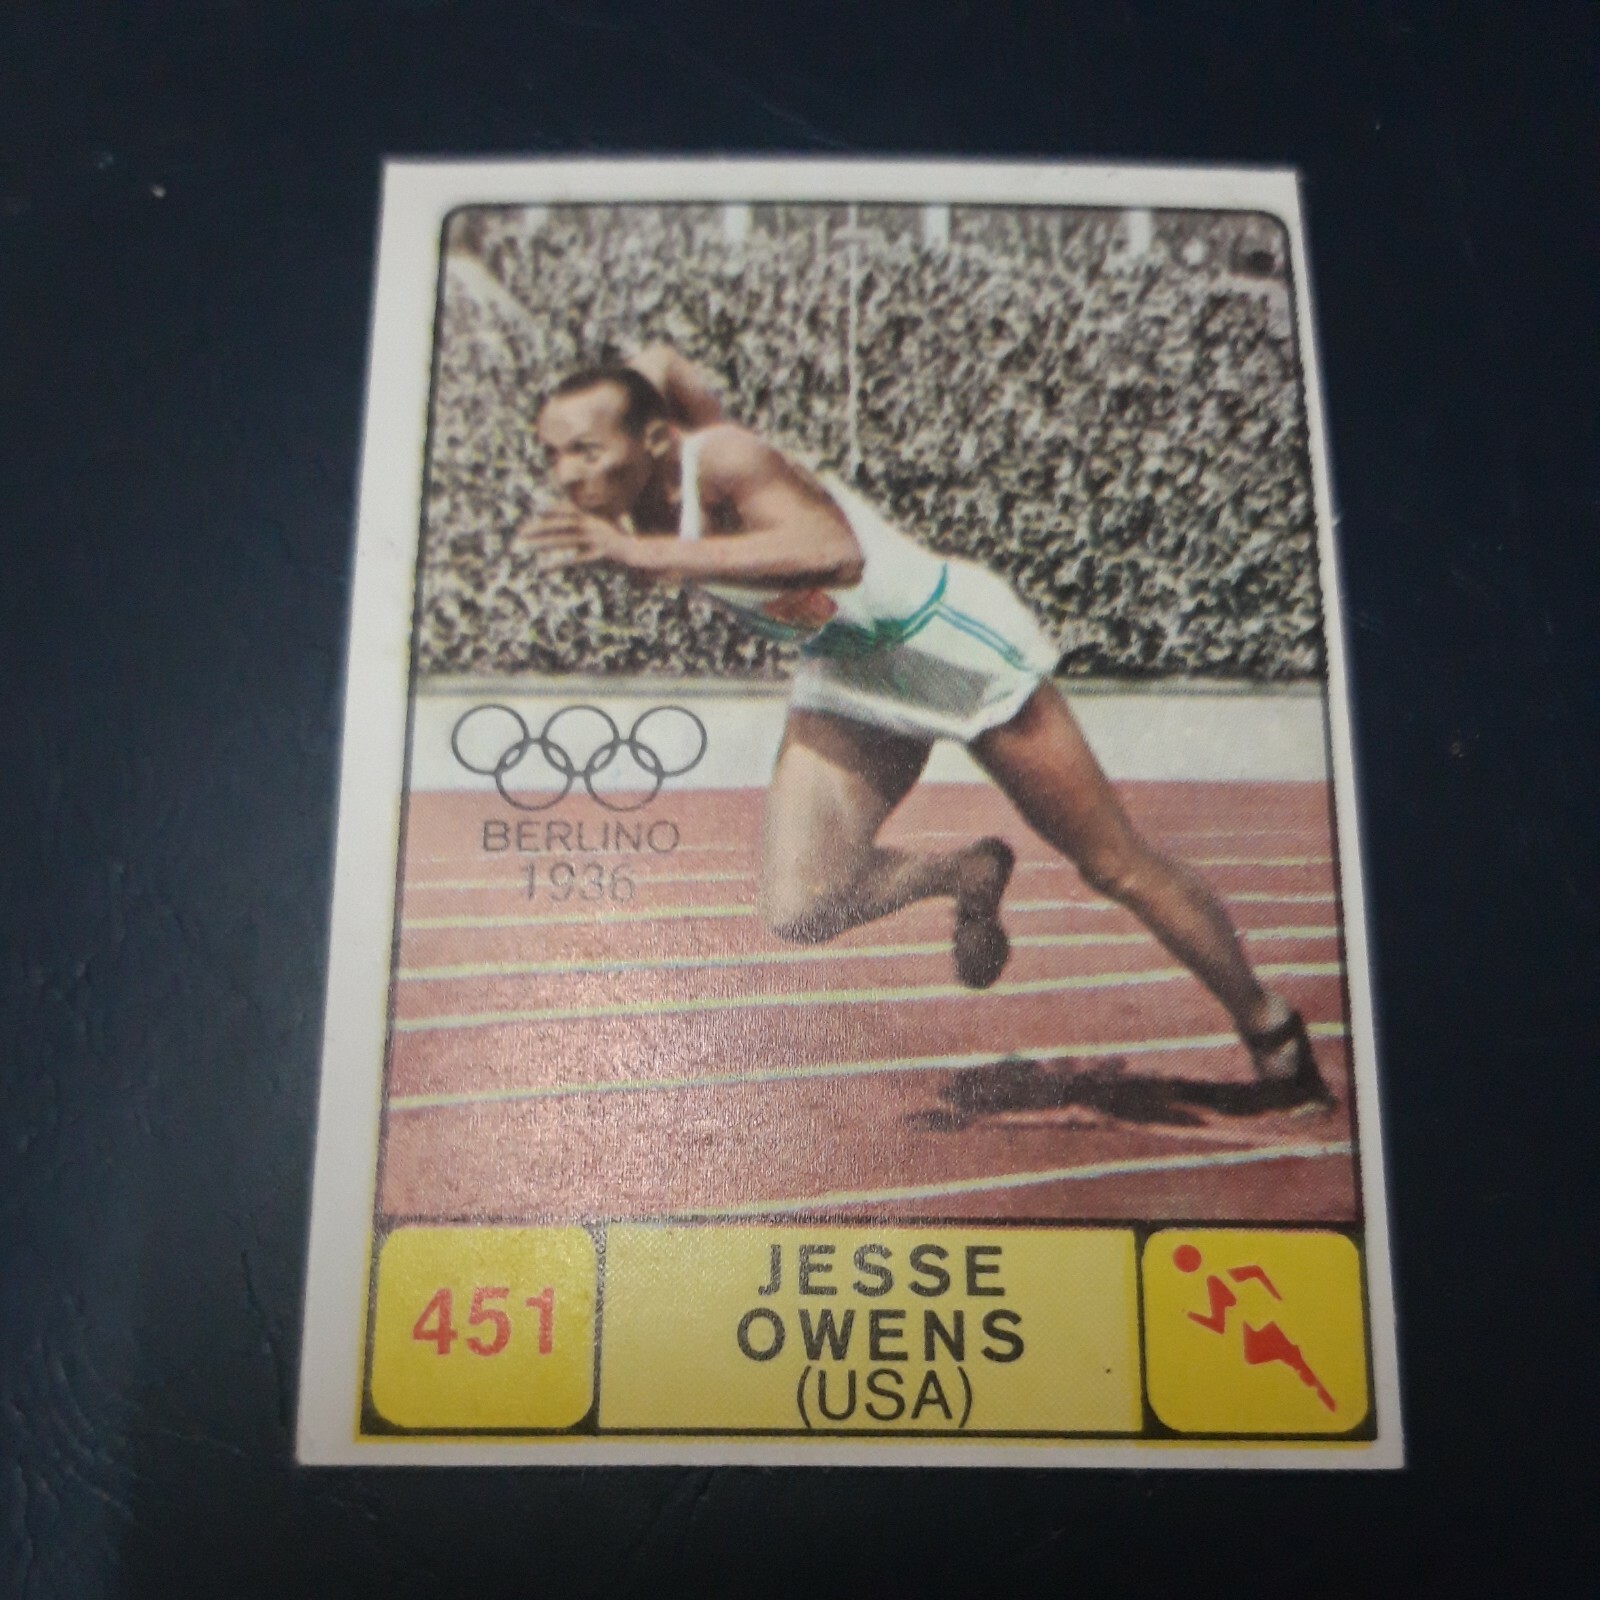 BERLINO
1936
451
JESSE
OWENS
(USA)